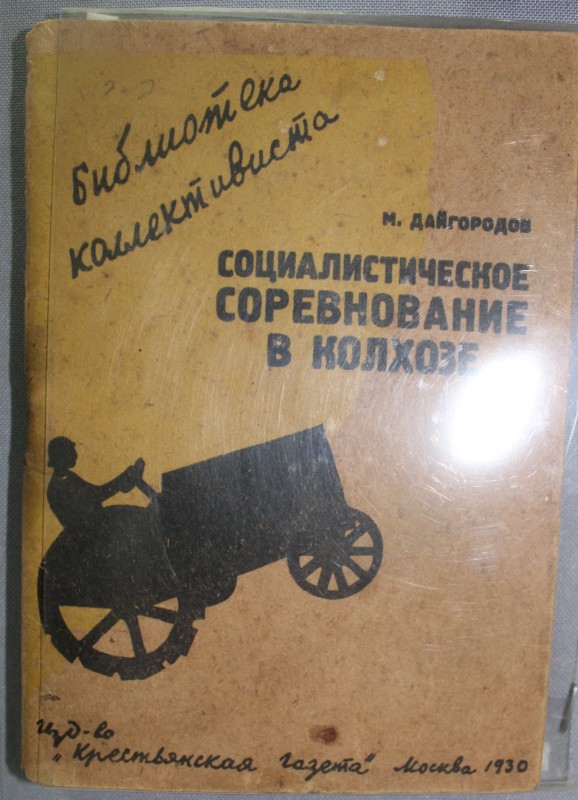 Библиотека
коллективиста
М. ДАЙГОРОДОВ
СОЦИАЛИСТИЧЕСКОЕ
СОРЕВНОВАНИЕ
В КОЛХОЗЕ
Изд-во
„Крестьянская газета" Москва 1930